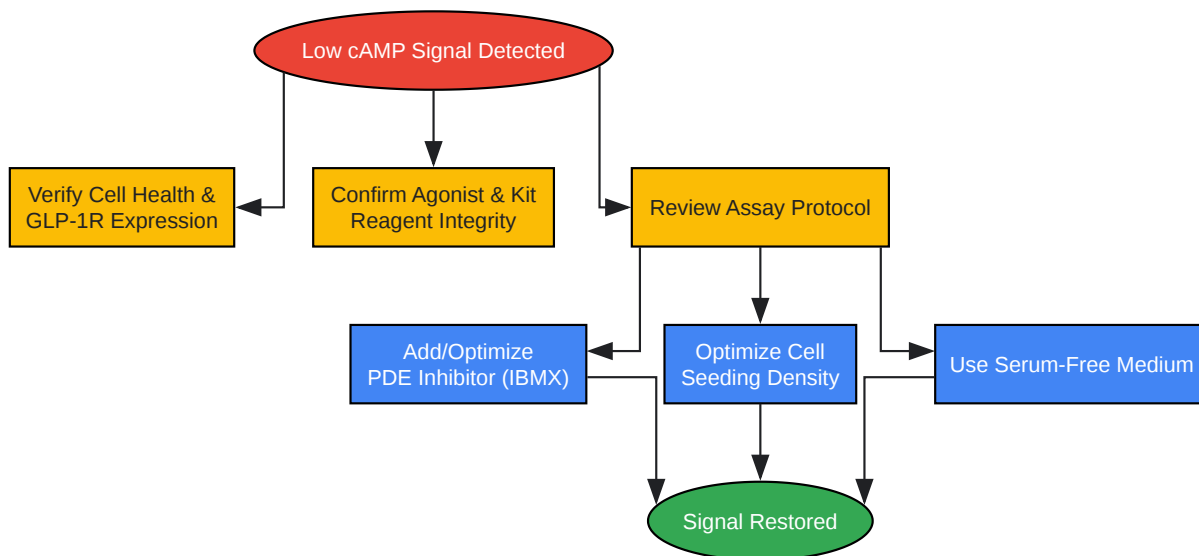 Low cAMP Signal Detected
Verify Cell Health &
GLP-1R Expression
Confirm Agonist & Kit
Reagent Integrity
Review Assay Protocol
Add/Optimize
PDE Inhibitor (IBMX)
Optimize Cell
Seeding Density
Use Serum-Free Medium
Signal Restored